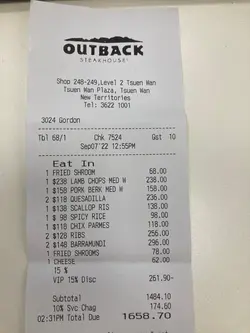 OUTBACK
STEAKHOUSE
Shop 248-249,Level 2 Tsuen Wan
Tsuen Wan Plaza, Tsuen Wan
New Territories
Tel: 3622 1001
3024 Gordon
Tbl 68/1 Chk 7524 Gst 10
Sep07'22 12:55PM
Eat In
1 FRIED SHROOM 68.00
1 $238 LAMB CHOPS MED W 238.00
1 $158 PORK BERK MED W 158.00
2 $118 QUESADILLA 236.00
1 $138 SCALLOP RIS 138.00
1 $ 98 SPICY RICE 98.00
1 $118 CHIX PARMES 118.00
2 $128 RIBS 256.00
2 $148 BARRAMUNDI 296.00
1 FRIED SHROOMS 78.00
1 CHEESE 62.00
15 %
VIP 15% Disc 261.90-
Subtotal 1484.10
10% Svc Chag 174.60
02:31PM Total Due 1658.70